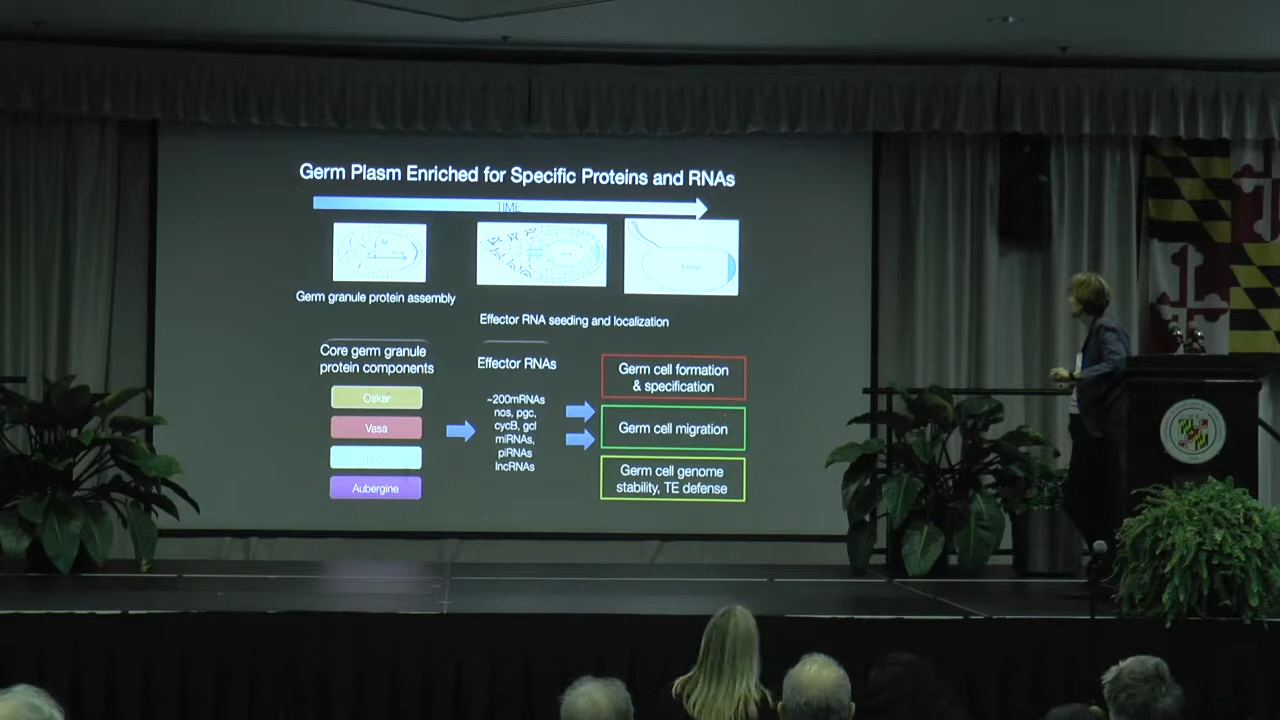 Germ Plasm Enriched for Specific Proteins and RNAs
TIME
Germ granule protein assembly
Effector RNA seeding and localization
Core germ granule
protein components
Oskar
Vasa
Aubergine
Effector RNAs
~200mRNAs
nos, pgc,
cycB, gcl
miRNAs,
piRNAs
lncRNAs
Germ cell formation
& specification
Germ cell migration
Germ cell genome
stability, TE defense